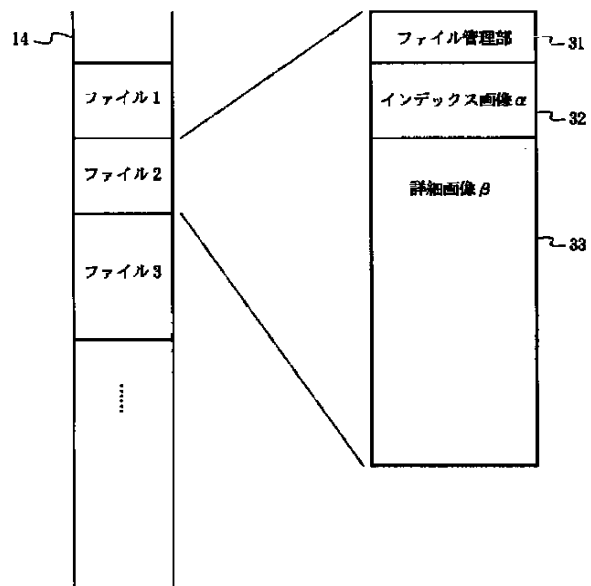 14
ファイル1
ファイル2
ファイル3
......
ファイル管理部
31
インデックス画像α
32
詳細画像β
33